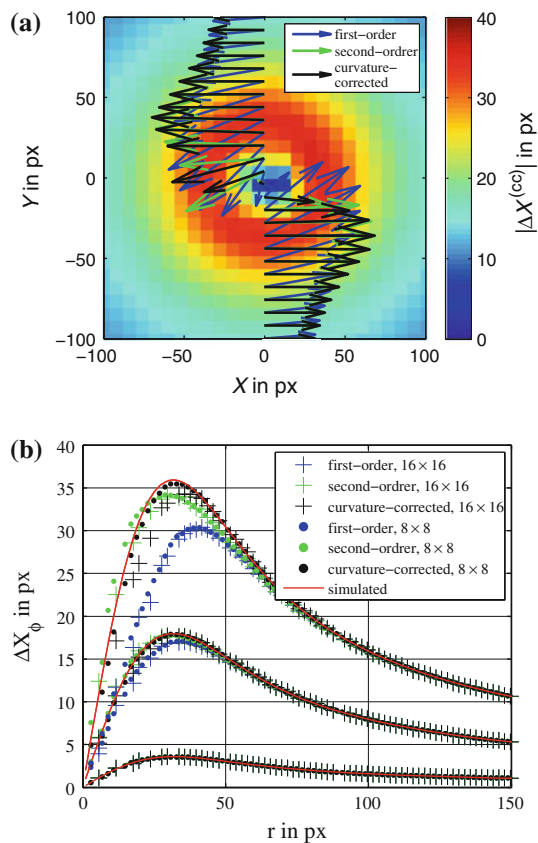 (a)
100
50
0
-50
-100
Y in px
-100
-50
0
50
100
X in px
first-order
second-ordrer
curvature-
corrected
40
30
20
10
0
|ΔX^(cc)| in px
(b)
40
35
30
25
20
15
10
5
0
ΔX_ϕ in px
first-order, 16×16
second-ordrer, 16×16
curvature-corrected, 16×16
first-order, 8×8
second-ordrer, 8×8
curvature-corrected, 8×8
simulated
0
50
100
150
r in px